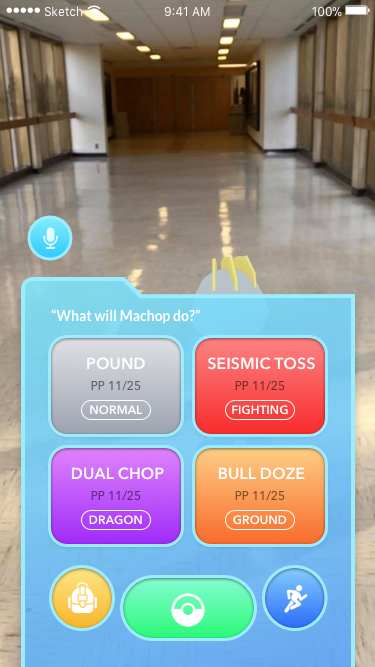 Sketch 9:41 AM 100%
“What will Machop do?”
POUND
PP 11/25
NORMAL
SEISMIC TOSS
PP 11/25
FIGHTING
DUAL CHOP
PP 11/25
DRAGON
BULL DOZE
PP 11/25
GROUND